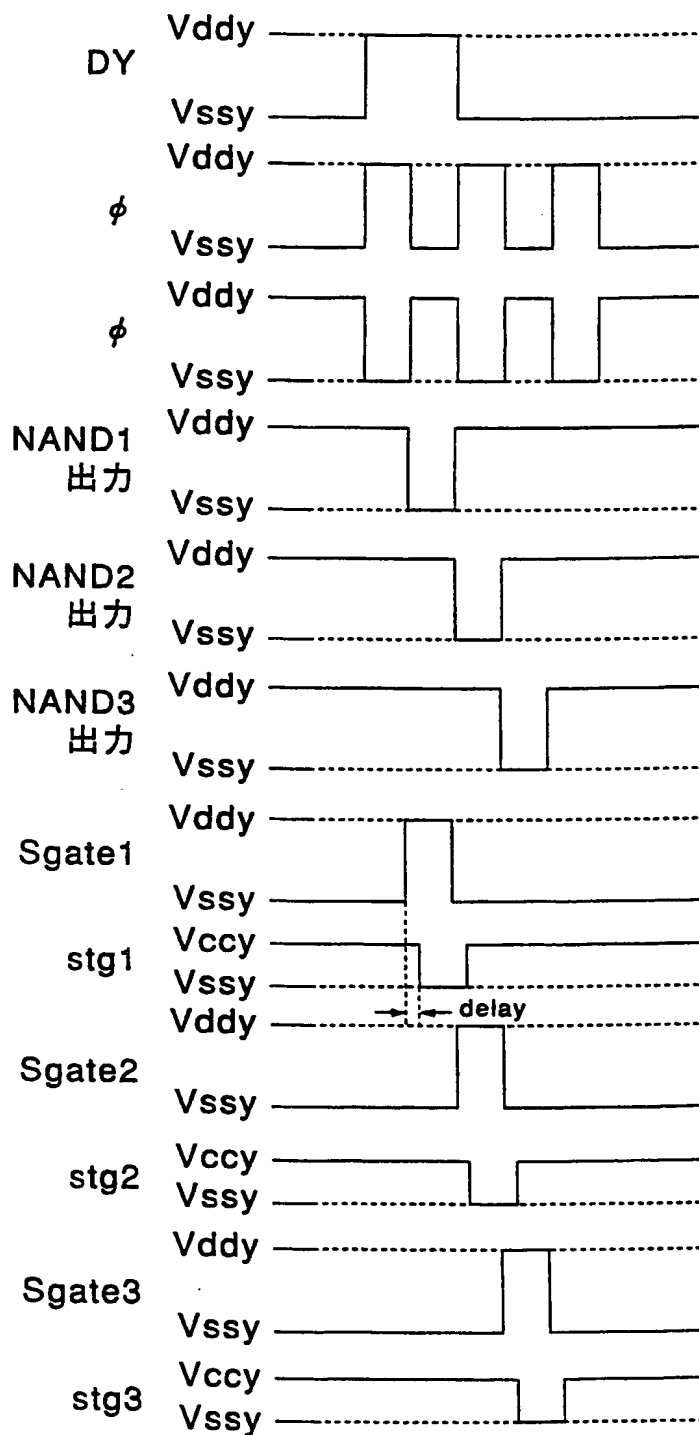 DY
Vddy
Vssy
φ
Vddy
Vssy
φ
Vddy
Vssy
NAND1
出力
Vddy
Vssy
NAND2
出力
Vddy
Vssy
NAND3
出力
Vddy
Vssy
Sgate1
Vddy
Vssy
stg1
Vccy
Vssy
delay
Sgate2
Vddy
Vssy
stg2
Vccy
Vssy
Sgate3
Vddy
Vssy
stg3
Vccy
Vssy